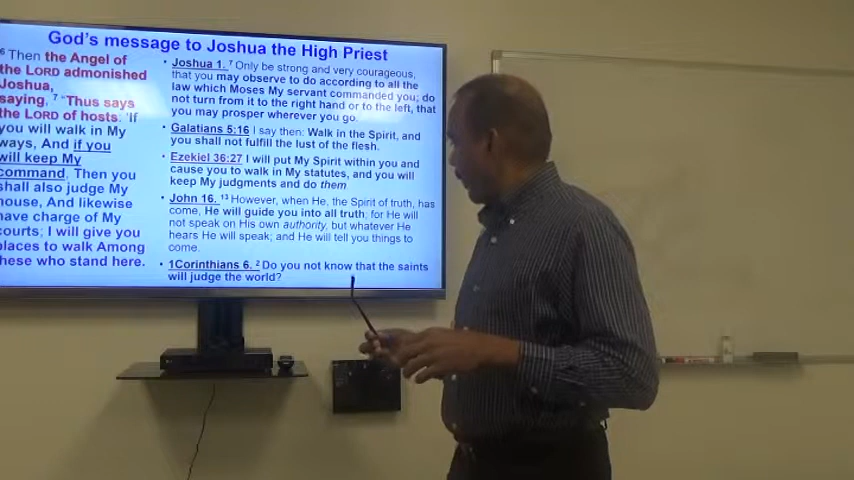 God's message to Joshua the High Priest
6 Then the Angel of
the LORD admonished
Joshua,
saying, 7 "Thus says
the LORD of hosts: 'If
you will walk in My
ways, And if you
will keep My
command, Then you
shall also judge My
house, And likewise
have charge of My
courts; I will give you
places to walk Among
these who stand here.
• Joshua 1. 7 Only be strong and very courageous,
that you may observe to do according to all the
law which Moses My servant commanded you; do
not turn from it to the right hand or to the left, that
you may prosper wherever you go.
• Galatians 5:16 I say then: Walk in the Spirit, and
you shall not fulfill the lust of the flesh.
• Ezekiel 36:27 I will put My Spirit within you and
cause you to walk in My statutes, and you will
keep My judgments and do them
• John 16. 13 However, when He, the Spirit of truth, has
come, He will guide you into all truth; for He will
not speak on His own authority, but whatever He
hears He will speak; and He will tell you things to
come.
• 1Corinthians 6. 2 Do you not know that the saints
will judge the world?